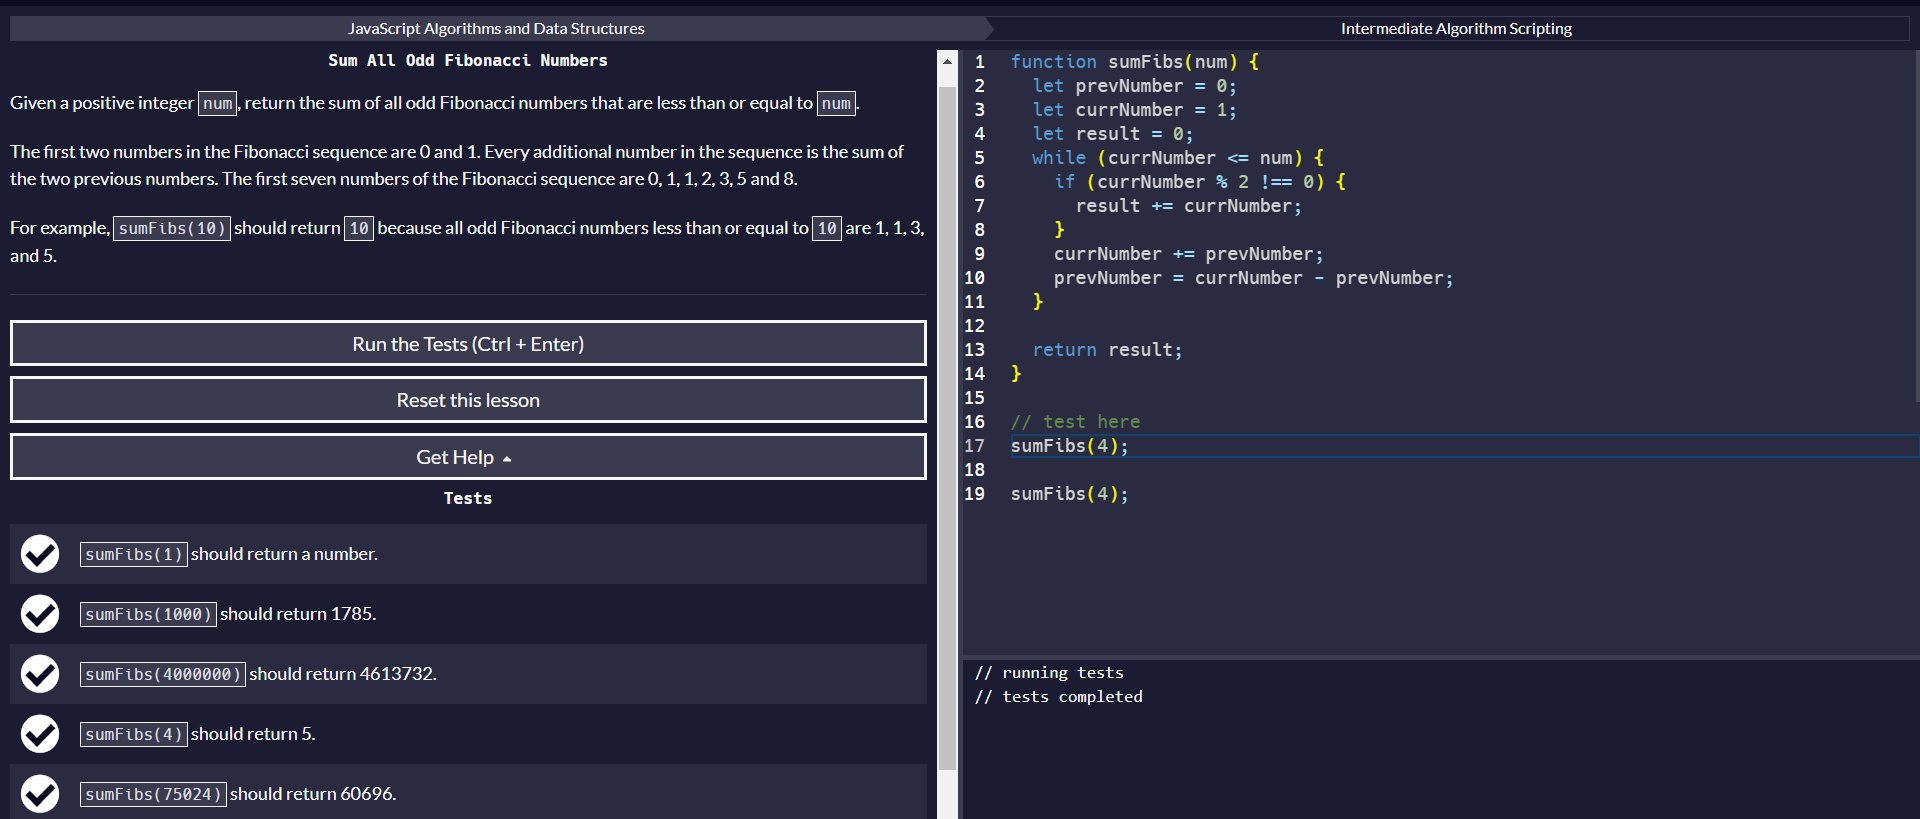 JavaScript Algorithms and Data Structures
Intermediate Algorithm Scripting
Sum All Odd Fibonacci Numbers
Given a positive integer num, return the sum of all odd Fibonacci numbers that are less than or equal to num.
The first two numbers in the Fibonacci sequence are 0 and 1. Every additional number in the sequence is the sum of
the two previous numbers. The first seven numbers of the Fibonacci sequence are 0, 1, 1, 2, 3, 5 and 8.
For example, sumFibs(10) should return 10 because all odd Fibonacci numbers less than or equal to 10 are 1, 1, 3,
and 5.
Run the Tests (Ctrl + Enter)
Reset this lesson
Get Help
Tests
sumFibs(1) should return a number.
sumFibs(1000) should return 1785.
sumFibs(4000000) should return 4613732.
sumFibs(4) should return 5.
sumFibs(75024) should return 60696.
1 function sumFibs(num) {
2   let prevNumber = 0;
3   let currNumber = 1;
4   let result = 0;
5   while (currNumber <= num) {
6     if (currNumber % 2 !== 0) {
7       result += currNumber;
8     }
9     currNumber += prevNumber;
10     prevNumber = currNumber - prevNumber;
11   }
12
13   return result;
14 }
15
16 // test here
17 sumFibs(4);
18
19 sumFibs(4);
// running tests
// tests completed